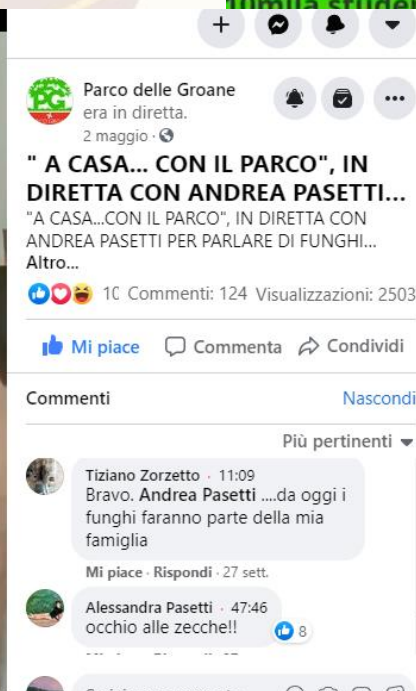 10mila stude
PG
Parco delle Groane
era in diretta.
2 maggio ·
" A CASA... CON IL PARCO", IN
DIRETTA CON ANDREA PASETTI...
"A CASA...CON IL PARCO", IN DIRETTA CON
ANDREA PASETTI PER PARLARE DI FUNGHI...
Altro...
Commenti: 124 Visualizzazioni: 2503
Mi piace Commenta Condividi
Commenti Nascondi
Più pertinenti
Tiziano Zorzetto · 11:09
Bravo. Andrea Pasetti ....da oggi i
funghi faranno parte della mia
famiglia
Mi piace · Rispondi · 27 sett.
Alessandra Pasetti · 47:46
occhio alle zecche!! 8